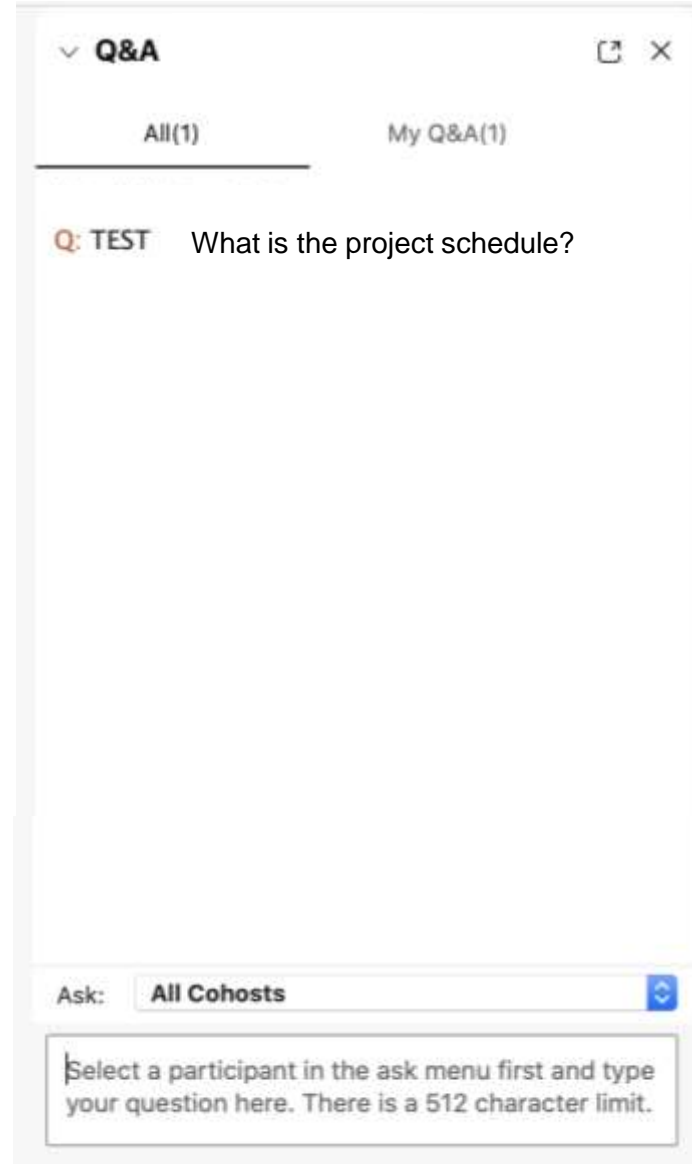 Q&A
All(1) My Q&A(1)
Q: TEST What is the project schedule?
Ask: All Cohosts
Select a participant in the ask menu first and type
your question here. There is a 512 character limit.